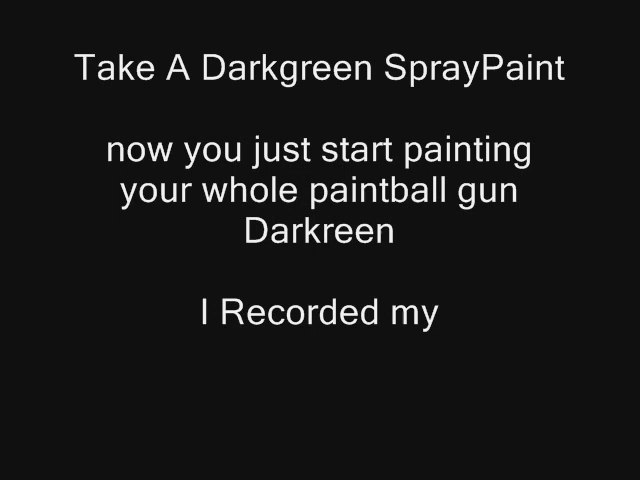 Take A Darkgreen SprayPaint
now you just start painting
your whole paintball gun
Darkreen
I Recorded my